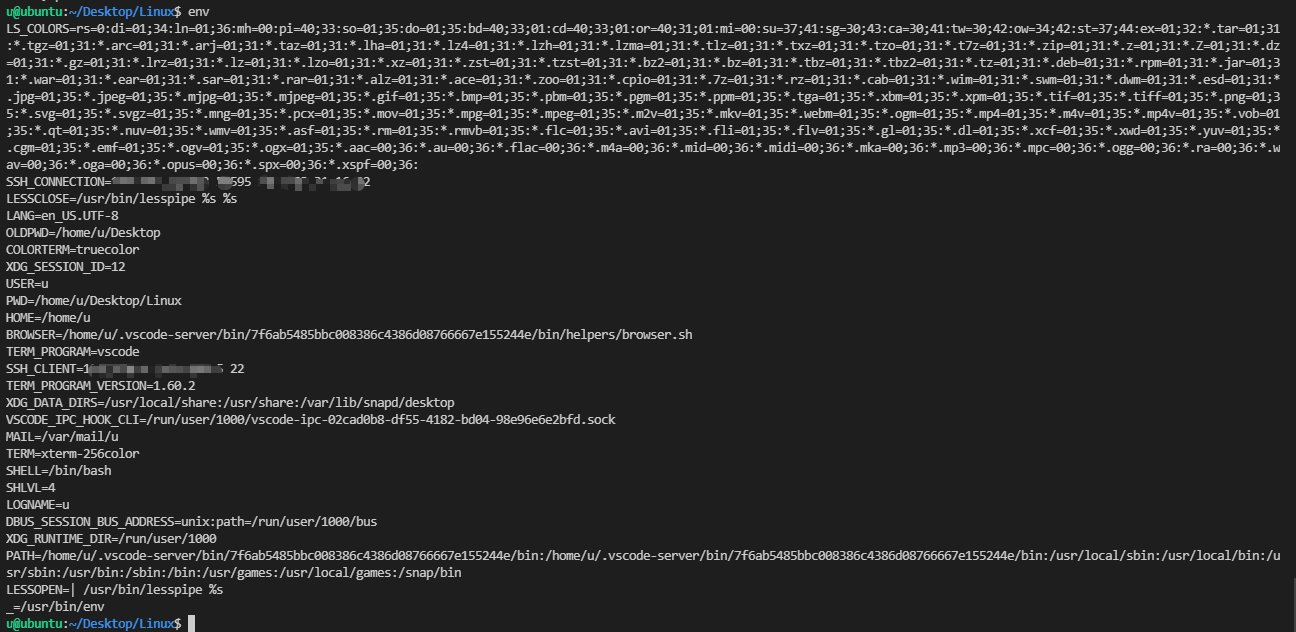 u@ubuntu:~/Desktop/Linux$ env
LS_COLORS=rs=0:di=01;34:ln=01;36:mh=00:pi=40;33:so=01;35:do=01;35:bd=40;33;01:cd=40;33;01:or=40;31;01:mi=00:su=37;41:sg=30;43:ca=30;41:tw=30;42:ow=34;42:st=37;44:ex=01;32:*.tar=01;31
:*.tgz=01;31:*.arc=01;31:*.arj=01;31:*.taz=01;31:*.lha=01;31:*.lz4=01;31:*.lzh=01;31:*.lzma=01;31:*.tlz=01;31:*.txz=01;31:*.tzo=01;31:*.t7z=01;31:*.zip=01;31:*.z=01;31:*.Z=01;31:*.dz
=01;31:*.gz=01;31:*.lrz=01;31:*.lz=01;31:*.lzo=01;31:*.xz=01;31:*.zst=01;31:*.tzst=01;31:*.bz2=01;31:*.bz=01;31:*.tbz=01;31:*.tbz2=01;31:*.tz=01;31:*.deb=01;31:*.rpm=01;31:*.jar=01;3
1:*.war=01;31:*.ear=01;31:*.sar=01;31:*.rar=01;31:*.alz=01;31:*.ace=01;31:*.zoo=01;31:*.cpio=01;31:*.7z=01;31:*.rz=01;31:*.cab=01;31:*.wim=01;31:*.swm=01;31:*.dwm=01;31:*.esd=01;31:*
.jpg=01;35:*.jpeg=01;35:*.mjpg=01;35:*.mjpeg=01;35:*.gif=01;35:*.bmp=01;35:*.pbm=01;35:*.pgm=01;35:*.ppm=01;35:*.tga=01;35:*.xbm=01;35:*.xpm=01;35:*.tif=01;35:*.tiff=01;35:*.png=01;3
5:*.svg=01;35:*.svgz=01;35:*.mng=01;35:*.pcx=01;35:*.mov=01;35:*.mpg=01;35:*.mpeg=01;35:*.m2v=01;35:*.mkv=01;35:*.webm=01;35:*.ogm=01;35:*.mp4=01;35:*.m4v=01;35:*.mp4v=01;35:*.vob=01
;35:*.qt=01;35:*.nuv=01;35:*.wmv=01;35:*.asf=01;35:*.rm=01;35:*.rmvb=01;35:*.flc=01;35:*.avi=01;35:*.fli=01;35:*.flv=01;35:*.gl=01;35:*.dl=01;35:*.xcf=01;35:*.xwd=01;35:*.yuv=01;35:*
.cgm=01;35:*.emf=01;35:*.ogv=01;35:*.ogx=01;35:*.aac=00;36:*.au=00;36:*.flac=00;36:*.m4a=00;36:*.mid=00;36:*.midi=00;36:*.mka=00;36:*.mp3=00;36:*.mpc=00;36:*.ogg=00;36:*.ra=00;36:*.w
av=00;36:*.oga=00;36:*.opus=00;36:*.spx=00;36:*.xspf=00;36:
SSH_CONNECTION=
LESSCLOSE=/usr/bin/lesspipe %s %s
LANG=en_US.UTF-8
OLDPWD=/home/u/Desktop
COLORTERM=truecolor
XDG_SESSION_ID=12
USER=u
PWD=/home/u/Desktop/Linux
HOME=/home/u
BROWSER=/home/u/.vscode-server/bin/7f6ab5485bbc008386c4386d08766667e155244e/bin/helpers/browser.sh
TERM_PROGRAM=vscode
SSH_CLIENT= 22
TERM_PROGRAM_VERSION=1.60.2
XDG_DATA_DIRS=/usr/local/share:/usr/share:/var/lib/snapd/desktop
VSCODE_IPC_HOOK_CLI=/run/user/1000/vscode-ipc-02cad0b8-df55-4182-bd04-98e96e6e2bfd.sock
MAIL=/var/mail/u
TERM=xterm-256color
SHELL=/bin/bash
SHLVL=4
LOGNAME=u
DBUS_SESSION_BUS_ADDRESS=unix:path=/run/user/1000/bus
XDG_RUNTIME_DIR=/run/user/1000
PATH=/home/u/.vscode-server/bin/7f6ab5485bbc008386c4386d08766667e155244e/bin:/home/u/.vscode-server/bin/7f6ab5485bbc008386c4386d08766667e155244e/bin:/usr/local/sbin:/usr/local/bin:/u
sr/sbin:/usr/bin:/sbin:/bin:/usr/games:/usr/local/games:/snap/bin
LESSOPEN=| /usr/bin/lesspipe %s
_=/usr/bin/env
u@ubuntu:~/Desktop/Linux$